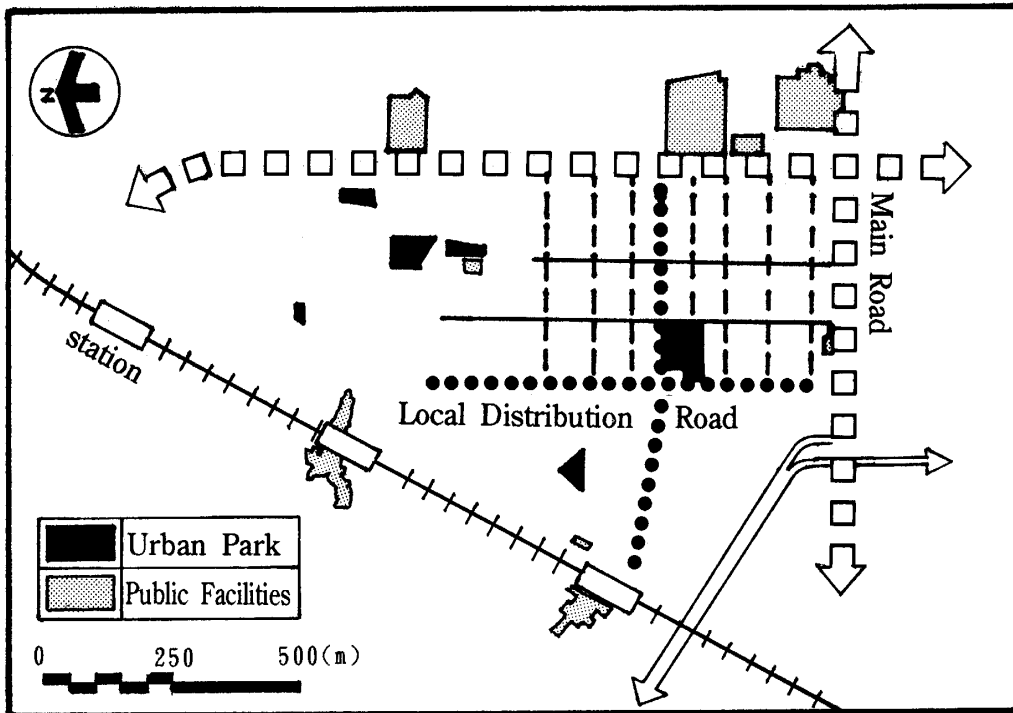 N
Main Road
station
Local Distribution Road
Urban Park
Public Facilities
0 250 500(m)